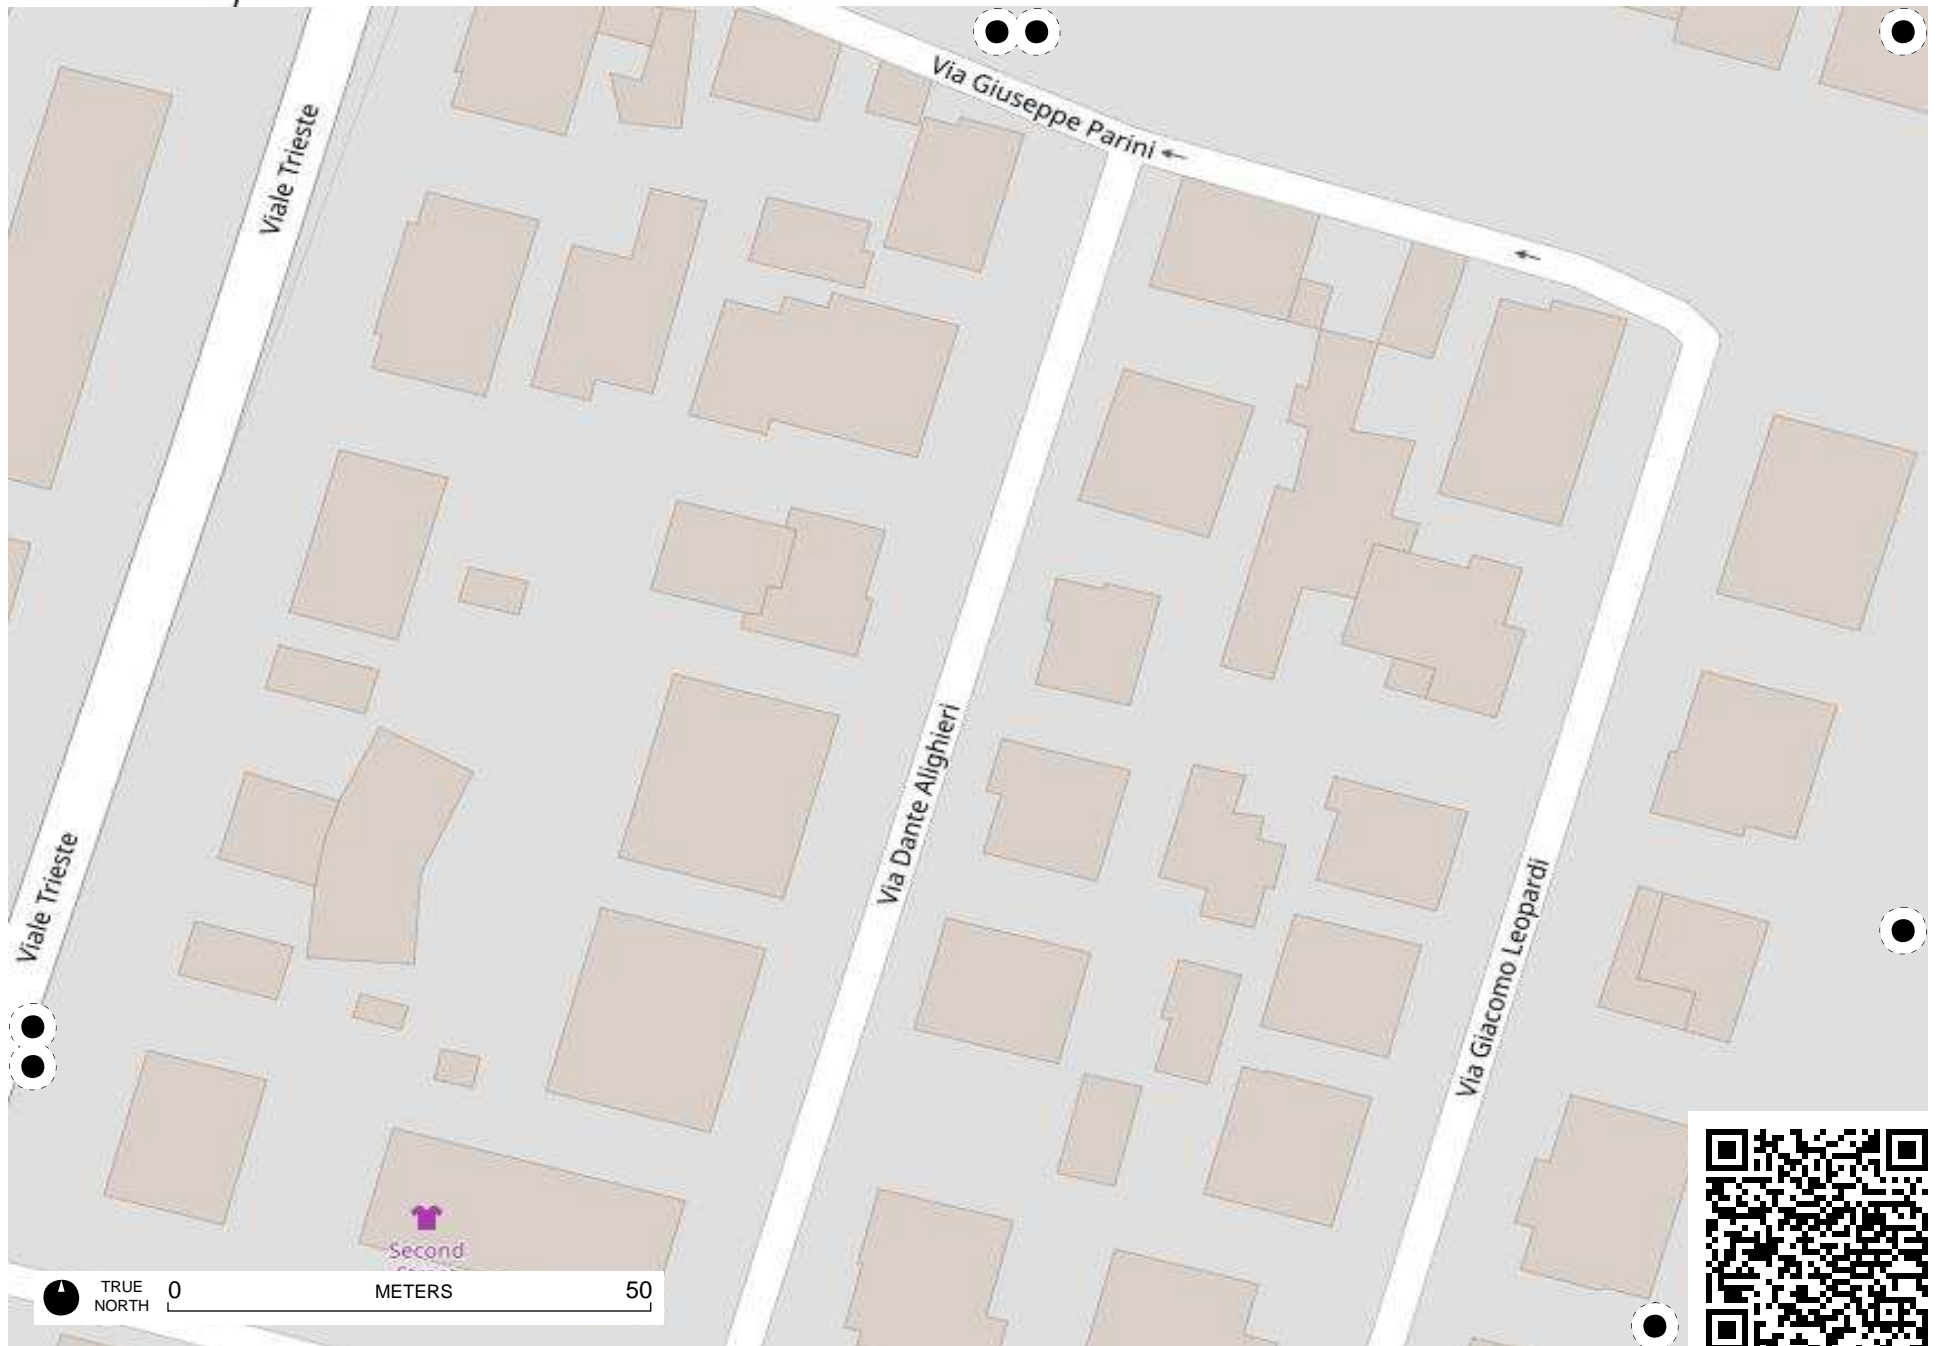 Via Giuseppe Parini
Viale Trieste
Via Dante Alighieri
Viale Trieste
Via Giacomo Leopardi
Second
TRUE
NORTH
0 METERS 50